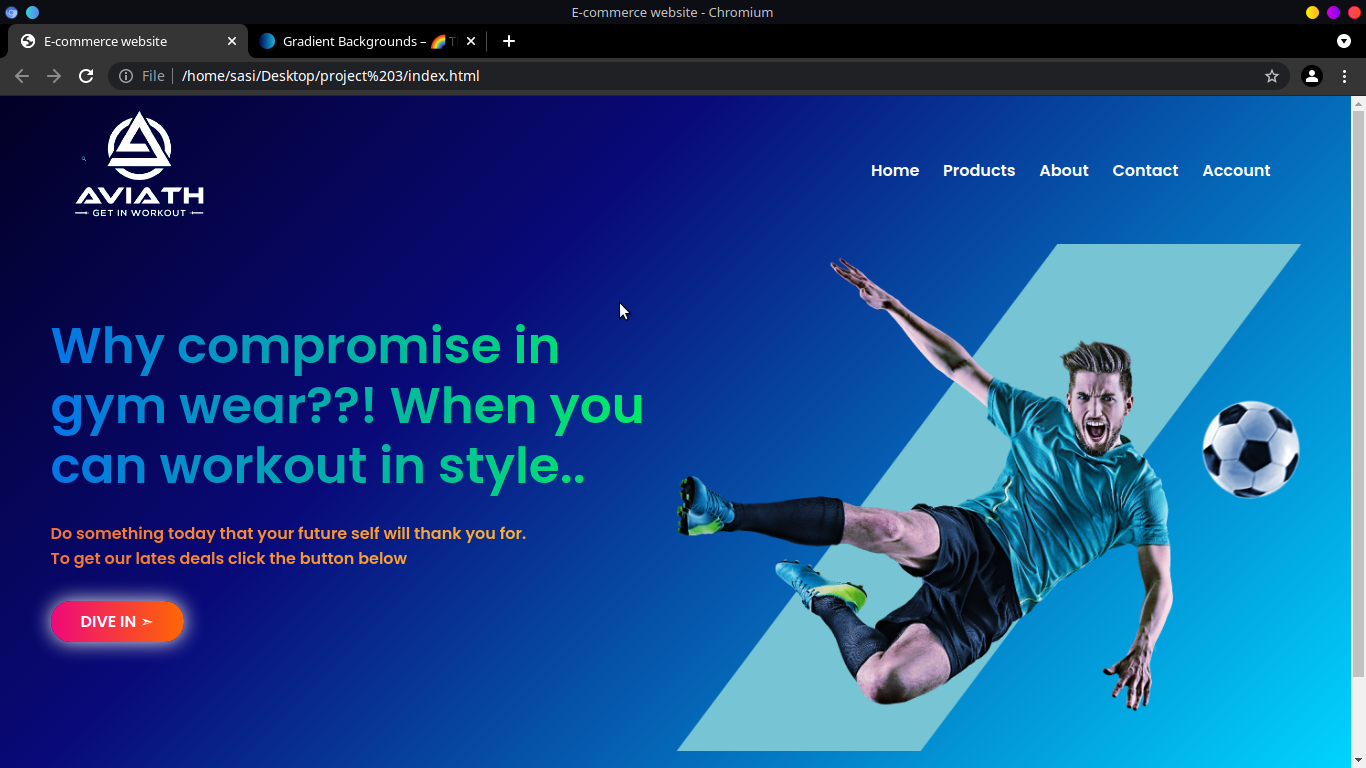 E-commerce website - Chromium
E-commerce website
Gradient Backgrounds –
File
/home/sasi/Desktop/project%203/index.html
AVIATH
GET IN WORKOUT
Home Products About Contact Account
Why compromise in
gym wear??! When you
can workout in style..
Do something today that your future self will thank you for.
To get our lates deals click the button below
DIVE IN ➣